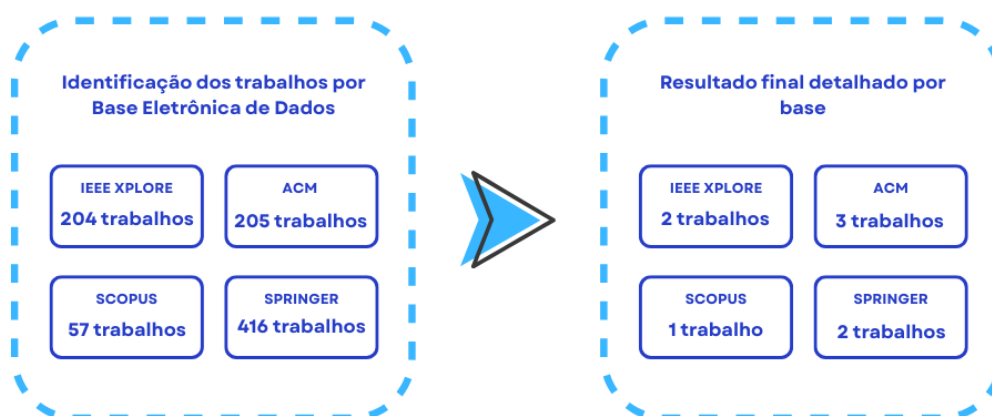 Identificação dos trabalhos por
Base Eletrônica de Dados
IEEE XPLORE
204 trabalhos
ACM
205 trabalhos
SCOPUS
57 trabalhos
SPRINGER
416 trabalhos
Resultado final detalhado por
base
IEEE XPLORE
2 trabalhos
ACM
3 trabalhos
SCOPUS
1 trabalho
SPRINGER
2 trabalhos